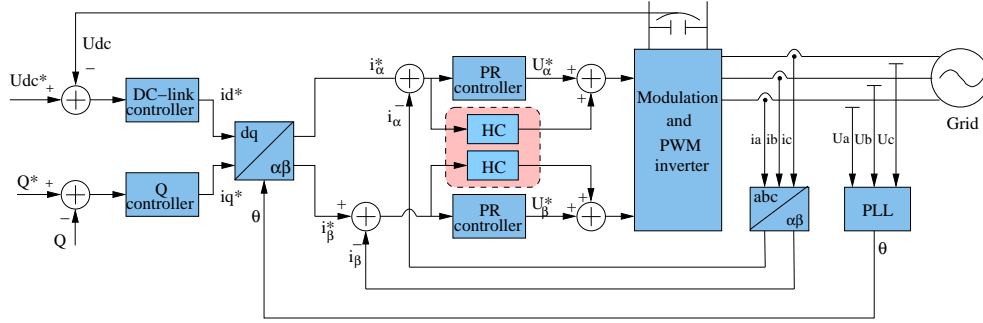 Udc
−
Udc*
+
DC−link
controller
id*
Q*
+
−
Q
Q
controller
iq*
dq
αβ
θ
i*α
−
iα
+
i*β
−
iβ
PR
controller
U*α
+
+
HC
HC
PR
controller
U*β
+
+
Modulation
and
PWM
inverter
ia
ib
ic
Ua
Ub
Uc
Grid
abc
αβ
PLL
θ